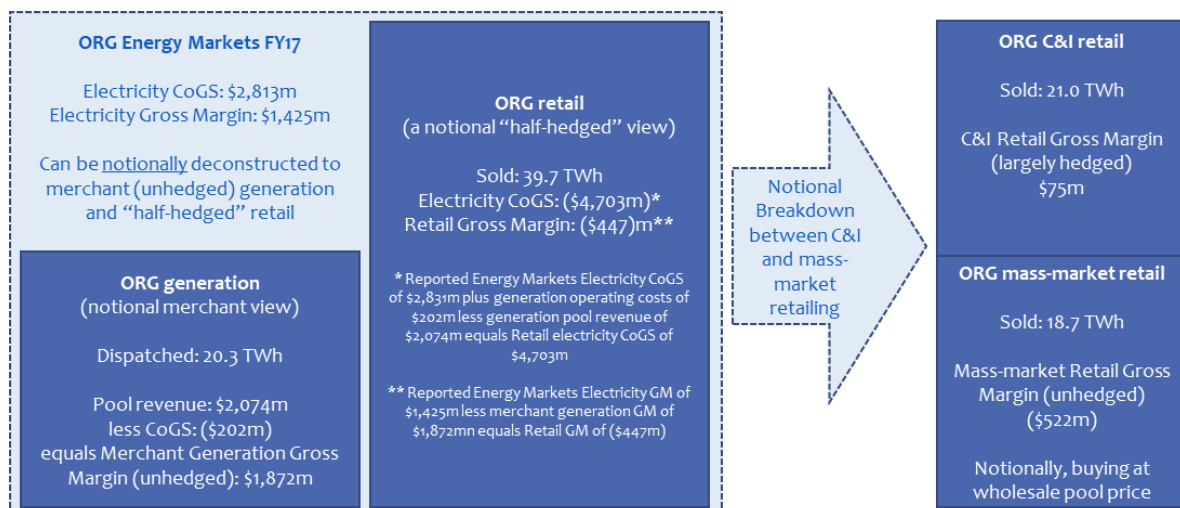 ORG Energy Markets FY17
Electricity CoGS: $2,813m
Electricity Gross Margin: $1,425m
Can be notionally deconstructed to
merchant (unhedged) generation
and “half-hedged” retail
ORG generation
(notional merchant view)
Dispatched: 20.3 TWh
Pool revenue: $2,074m
less CoGS: ($202m)
equals Merchant Generation Gross
Margin (unhedged): $1,872m
ORG retail
(a notional “half-hedged” view)
Sold: 39.7 TWh
Electricity CoGS: ($4,703m)*
Retail Gross Margin: ($447)m**
* Reported Energy Markets Electricity CoGS
of $2,831m plus generation operating costs of
$202m less generation pool revenue of
$2,074m equals Retail electricity CoGS of
$4,703m
** Reported Energy Markets Electricity GM of
$1,425m less merchant generation GM of
$1,872mn equals Retail GM of ($447m)
Notional
Breakdown
between C&I
and mass-
market
retailing
ORG C&I retail
Sold: 21.0 TWh
C&I Retail Gross Margin
(largely hedged)
$75m
ORG mass-market retail
Sold: 18.7 TWh
Mass-market Retail Gross
Margin (unhedged)
($522m)
Notionally, buying at
wholesale pool price